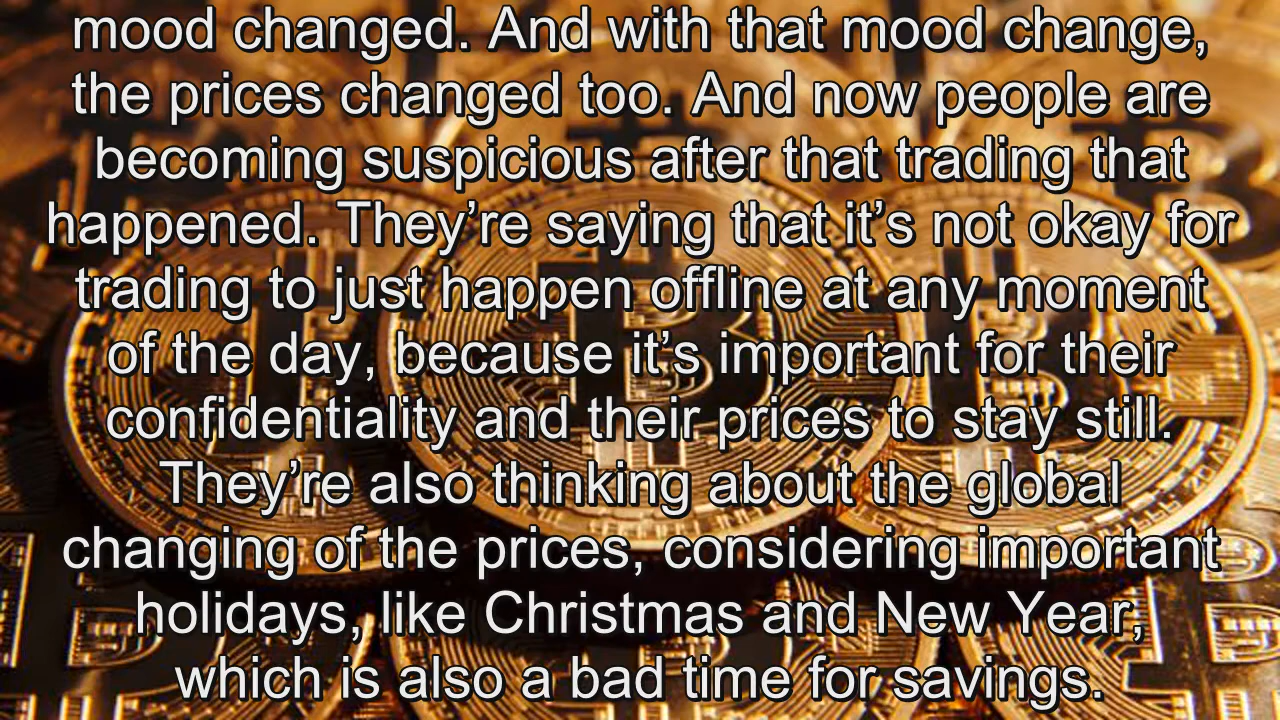 mood changed. And with that mood change,
the prices changed too. And now people are
becoming suspicious after that trading that
happened. They’re saying that it’s not okay for
trading to just happen offline at any moment
of the day, because it’s important for their
confidentiality and their prices to stay still.
They’re also thinking about the global
changing of the prices, considering important
holidays, like Christmas and New Year,
which is also a bad time for savings.